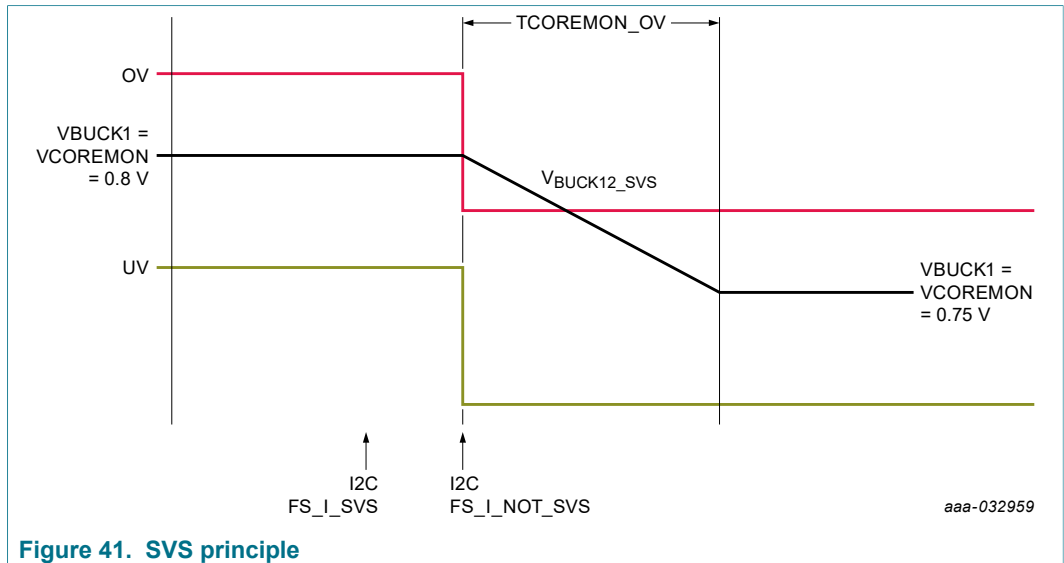 TCOREMON_OV
OV
VBUCK1 =
VCOREMON
= 0.8 V
VBUCK12_SVS
UV
VBUCK1 =
VCOREMON
= 0.75 V
I2C
FS_I_SVS
I2C
FS_I_NOT_SVS
aaa-032959
Figure 41. SVS principle